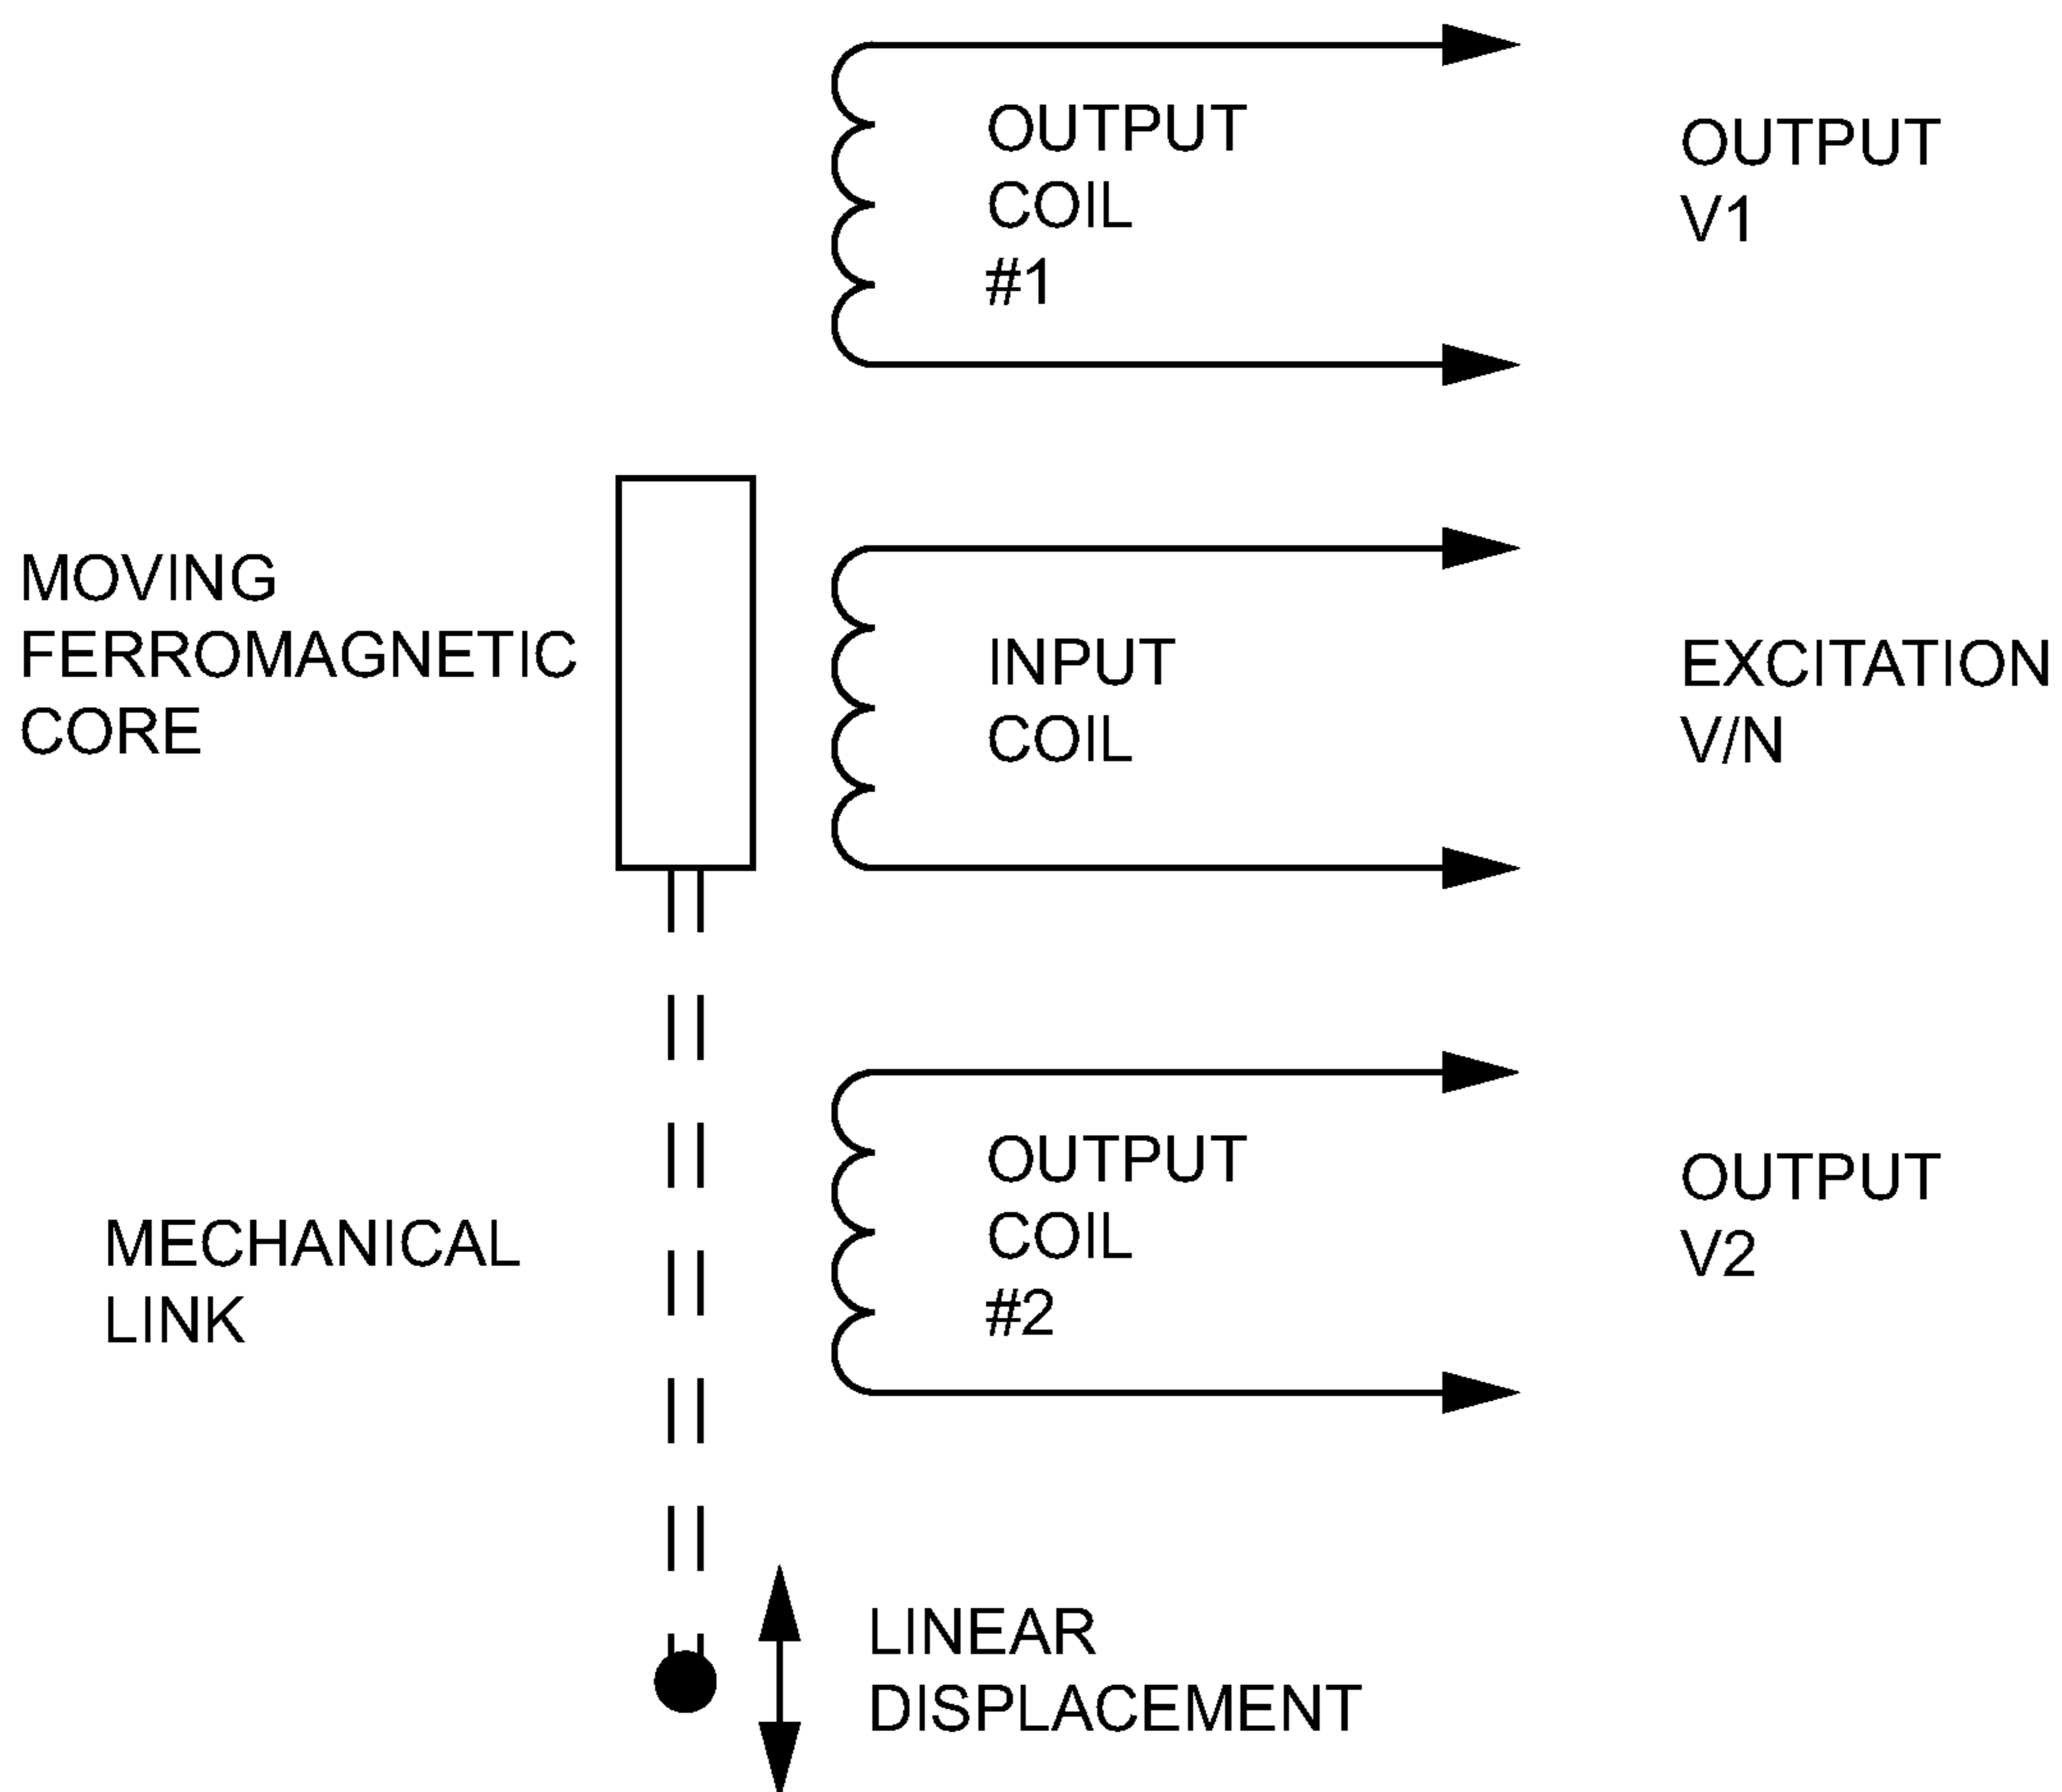 OUTPUT
COIL
#1
OUTPUT
V1
MOVING
FERROMAGNETIC
CORE
INPUT
COIL
EXCITATION
V/N
MECHANICAL
LINK
OUTPUT
COIL
#2
OUTPUT
V2
LINEAR
DISPLACEMENT